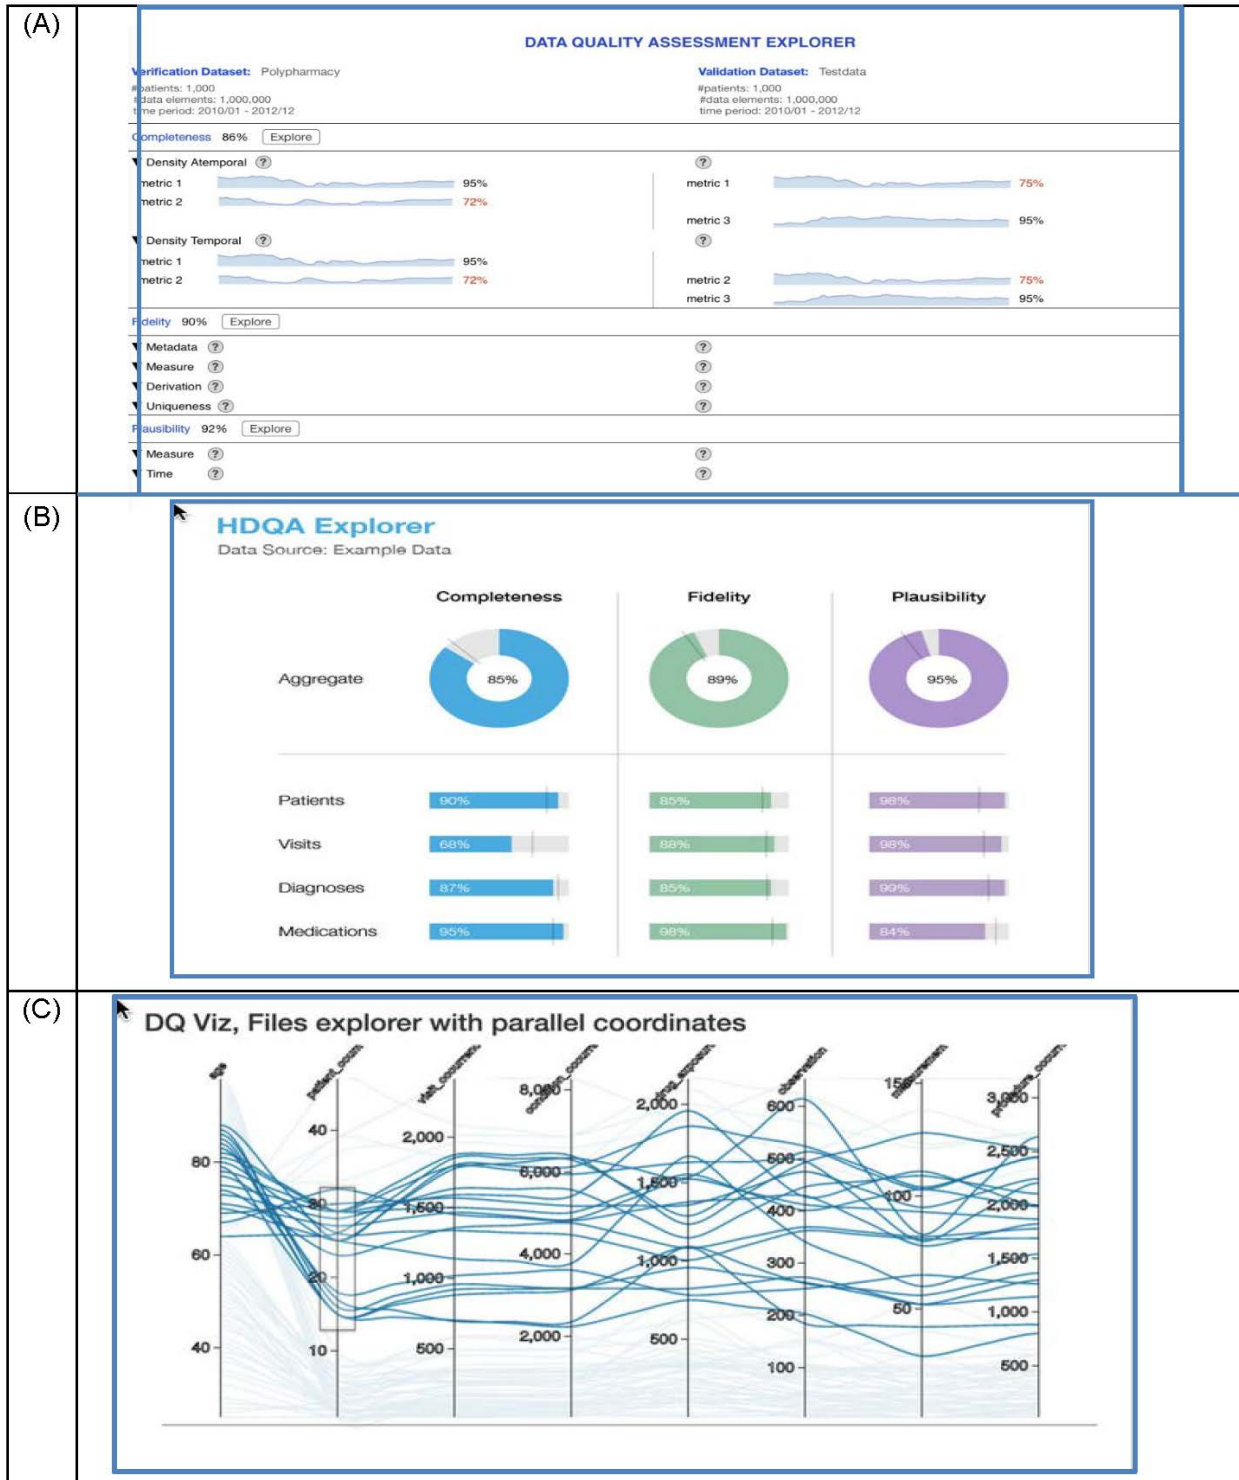 (A)
DATA QUALITY ASSESSMENT EXPLORER
Verification Dataset: Polypharmacy
#patients: 1,000
#data elements: 1,000,000
time period: 2010/01 - 2012/12
Validation Dataset: Testdata
#patients: 1,000
#data elements: 1,000,000
time period: 2010/01 - 2012/12
Completeness 86% Explore
Density Atemporal ? ?
metric 1 95% metric 1 75%
metric 2 72%
metric 3 95%
Density Temporal ? ?
metric 1 95%
metric 2 72% metric 2 75%
metric 3 95%
Fidelity 90% Explore
Metadata ? ?
Measure ? ?
Derivation ? ?
Uniqueness ? ?
Plausibility 92% Explore
Measure ? ?
Time ? ?
(B)
HDQA Explorer
Data Source: Example Data
Completeness Fidelity Plausibility
Aggregate 85% 89% 95%
Patients 90% 85% 98%
Visits 68% 88% 98%
Diagnoses 87% 85% 99%
Medications 95% 98% 84%
(C)
DQ Viz, Files explorer with parallel coordinates
age
80
60
40
patient_count
40
30
20
10
2,000
1,500
1,000
500
8,000
6,000
4,000
2,000
2,000
1,500
1,000
500
observation
600
500
400
300
200
100
150
100
50
3,000
2,500
2,000
1,500
1,000
500